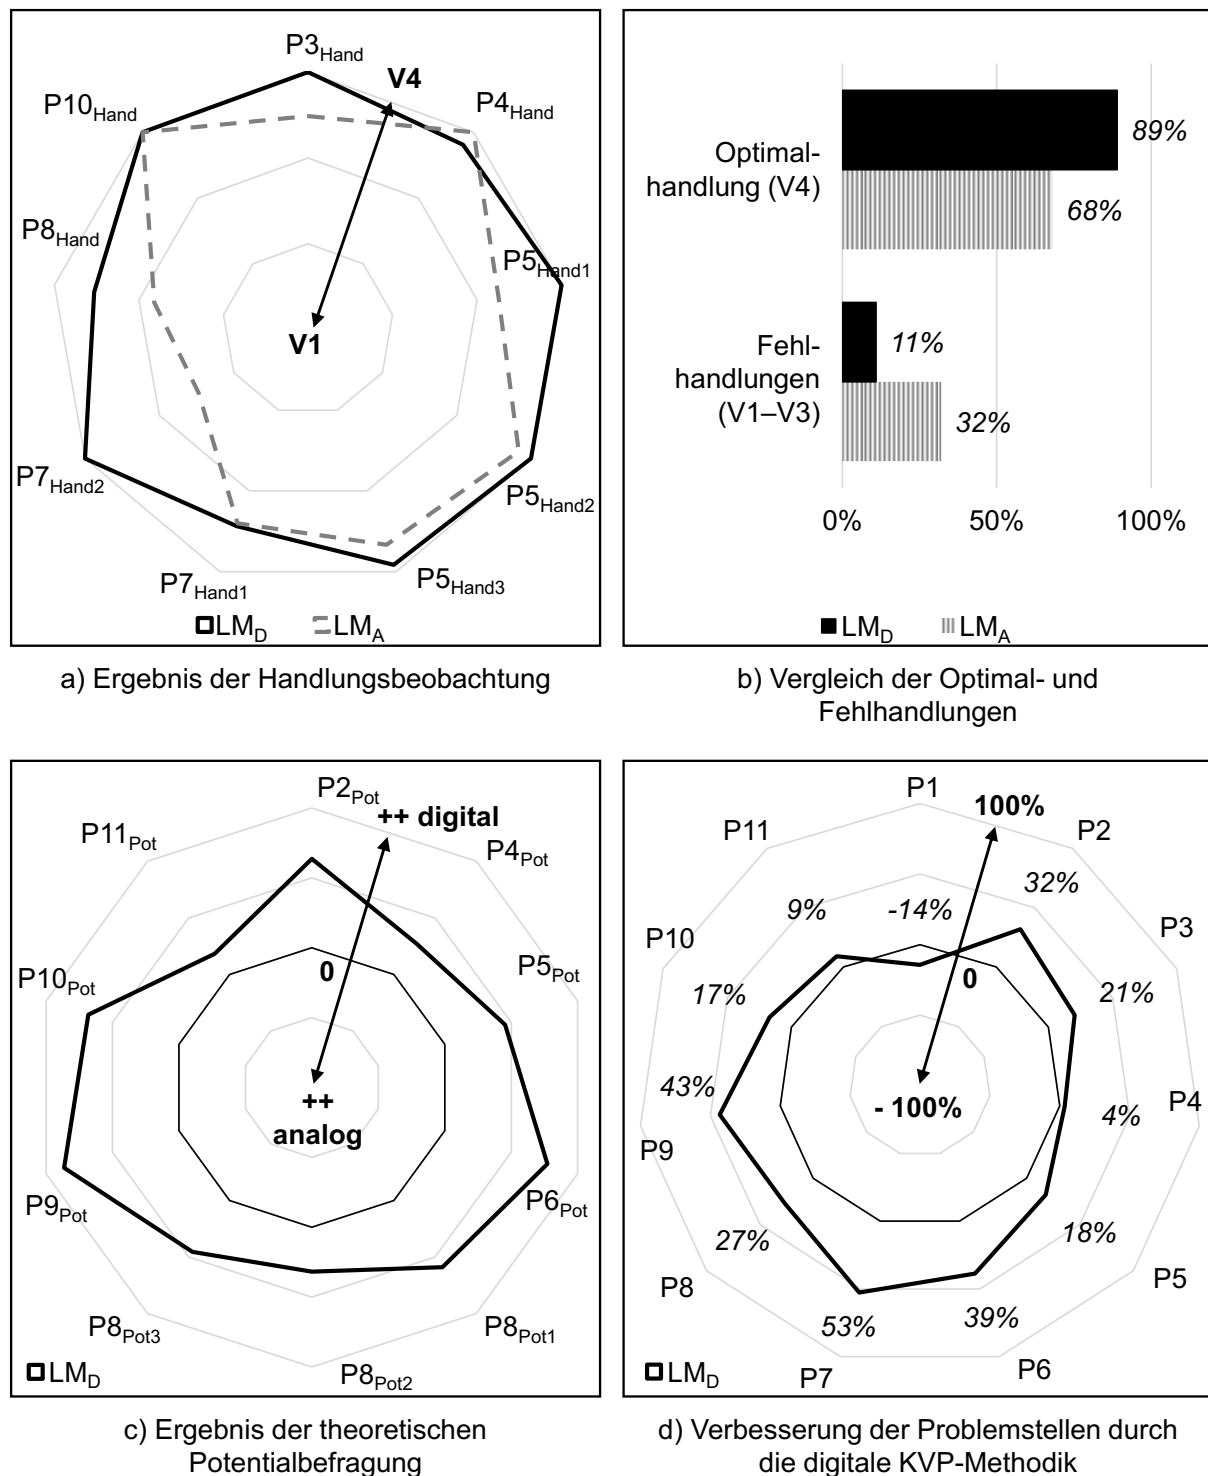 P3Hand
V4
P10Hand
P4Hand
P8Hand
P5Hand1
V1
P7Hand2
P5Hand2
P7Hand1
P5Hand3
LMD
LMA
a) Ergebnis der Handlungsbeobachtung
Optimal-
handlung (V4)
89%
68%
Fehl-
handlungen
(V1–V3)
11%
32%
0%
50%
100%
LMD
LMA
b) Vergleich der Optimal- und
Fehlhandlungen
P2Pot
++ digital
P11Pot
P4Pot
0
P5Pot
P10Pot
++
analog
P9Pot
P6Pot
P8Pot3
P8Pot1
P8Pot2
LMD
c) Ergebnis der theoretischen
Potentialbefragung
P1
100%
P11
P2
32%
9%
-14%
P3
P10
0
17%
21%
43%
- 100%
4%
P4
P9
18%
27%
P8
P5
53%
39%
P7
P6
LMD
d) Verbesserung der Problemstellen durch
die digitale KVP-Methodik